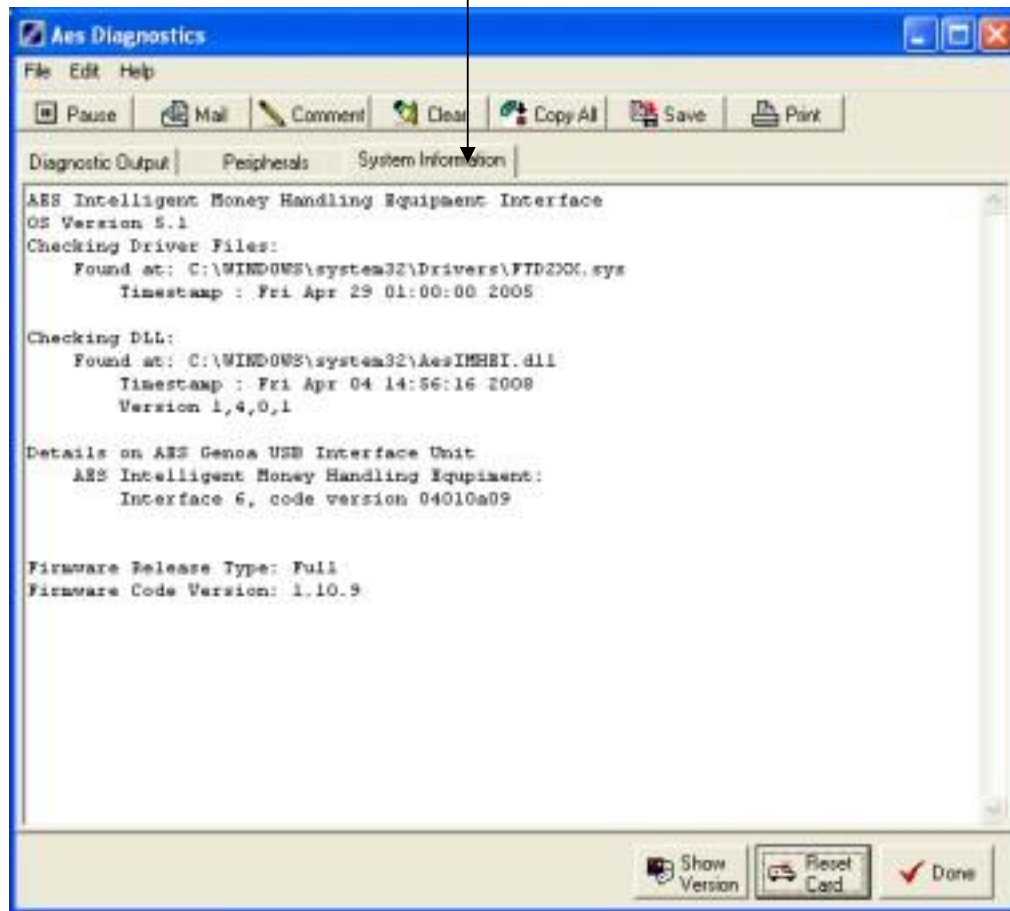 Aes Diagnostics
File Edit Help
Pause Mail Comment Clear Copy All Save Print
Diagnostic Output Peripherals System Information
AES Intelligent Money Handling Equipment Interface
OS Version 5.1
Checking Driver Files:
Found at: C:\WINDOWS\system32\Drivers\FTD2XX.sys
Timestamp : Fri Apr 29 01:00:00 2005
Checking DLL:
Found at: C:\WINDOWS\system32\AesIMHEI.dll
Timestamp : Fri Apr 04 14:56:16 2008
Version 1,4,0,1
Details on AES Genoa USB Interface Unit
AES Intelligent Money Handling Equpiment:
Interface 6, code version 04010a09
Firmware Release Type: Full
Firmware Code Version: 1.10.9
Show Version Reset Card Done